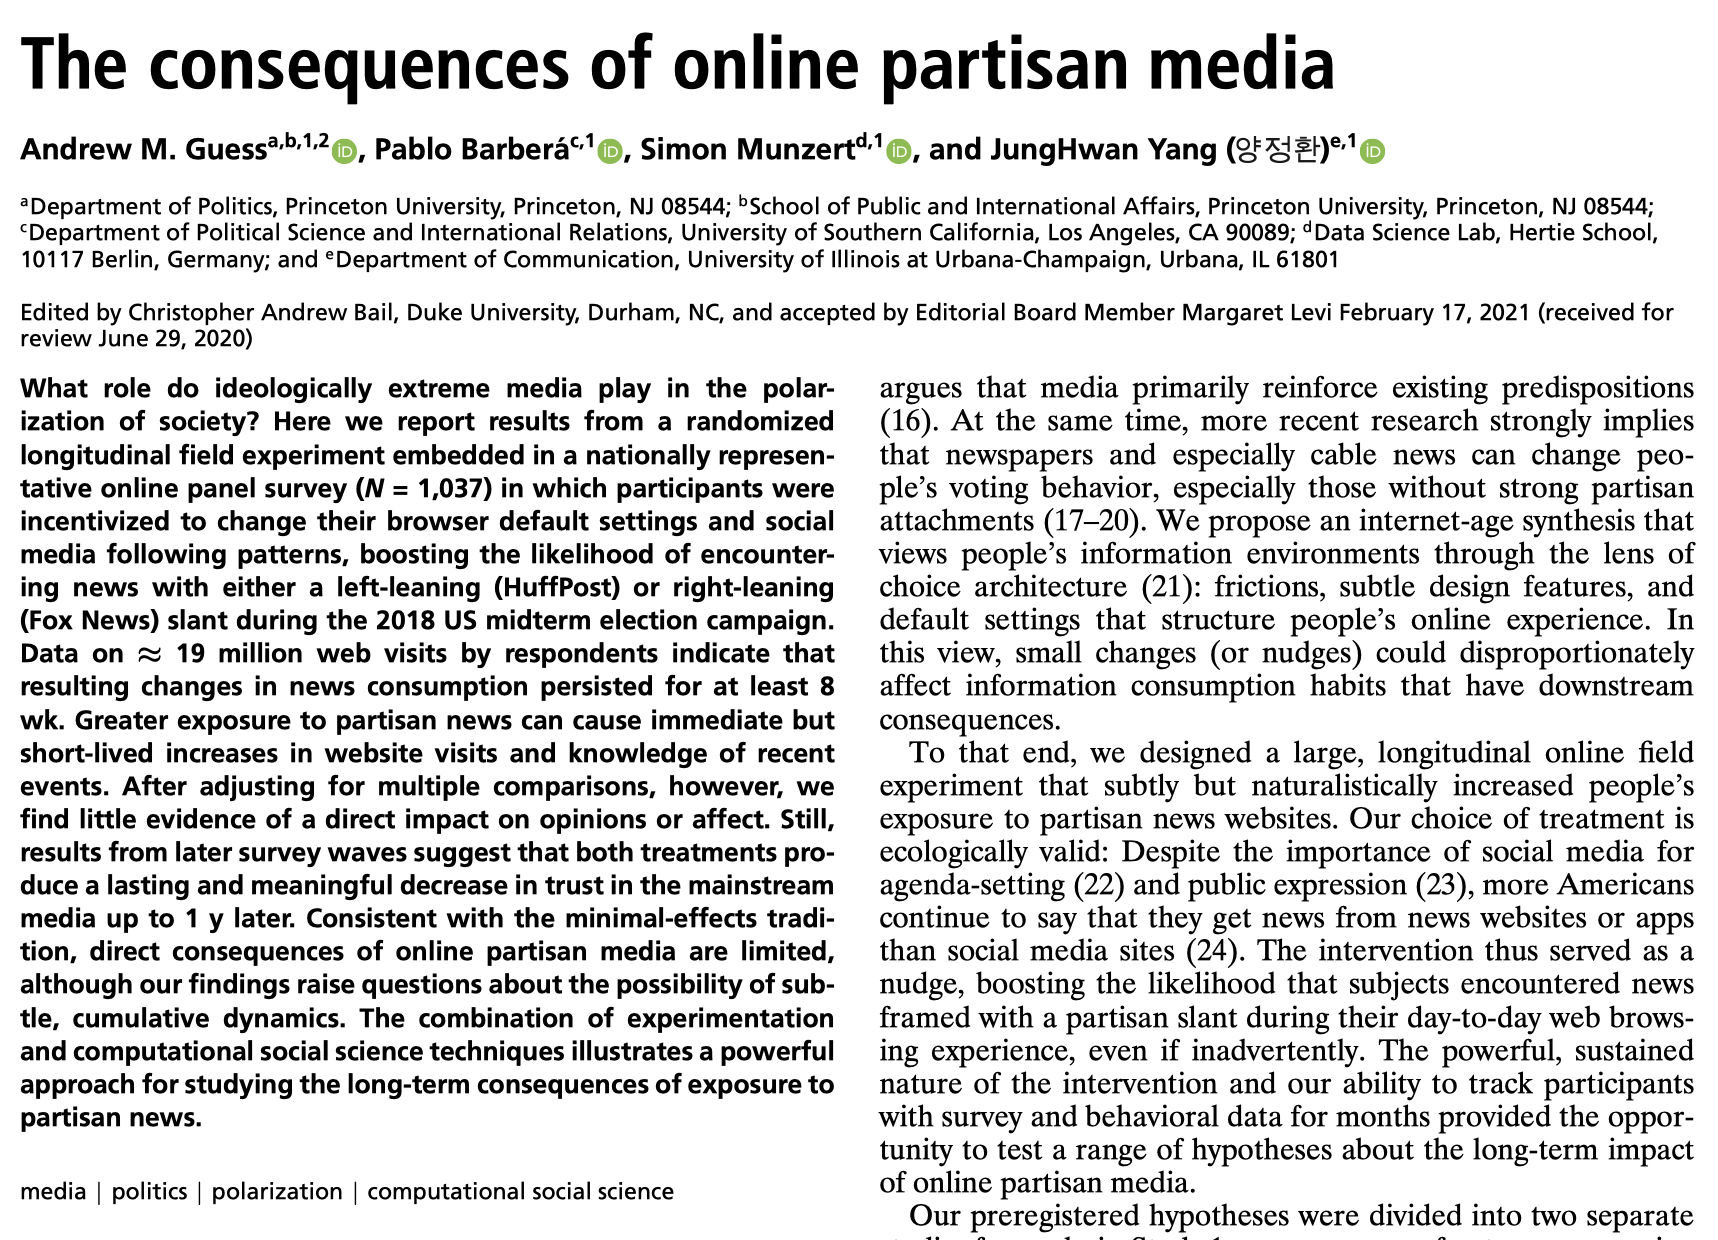 The consequences of online partisan media
Andrew M. Guess a,b,1,2 iD, Pablo Barberá c,1 iD, Simon Munzert d,1 iD, and JungHwan Yang (양정환) e,1 iD
a Department of Politics, Princeton University, Princeton, NJ 08544; b School of Public and International Affairs, Princeton University, Princeton, NJ 08544;
c Department of Political Science and International Relations, University of Southern California, Los Angeles, CA 90089; d Data Science Lab, Hertie School,
10117 Berlin, Germany; and e Department of Communication, University of Illinois at Urbana-Champaign, Urbana, IL 61801
Edited by Christopher Andrew Bail, Duke University, Durham, NC, and accepted by Editorial Board Member Margaret Levi February 17, 2021 (received for
review June 29, 2020)
What role do ideologically extreme media play in the polar-
ization of society? Here we report results from a randomized
longitudinal field experiment embedded in a nationally represen-
tative online panel survey (N = 1,037) in which participants were
incentivized to change their browser default settings and social
media following patterns, boosting the likelihood of encounter-
ing news with either a left-leaning (HuffPost) or right-leaning
(Fox News) slant during the 2018 US midterm election campaign.
Data on ≈ 19 million web visits by respondents indicate that
resulting changes in news consumption persisted for at least 8
wk. Greater exposure to partisan news can cause immediate but
short-lived increases in website visits and knowledge of recent
events. After adjusting for multiple comparisons, however, we
find little evidence of a direct impact on opinions or affect. Still,
results from later survey waves suggest that both treatments pro-
duce a lasting and meaningful decrease in trust in the mainstream
media up to 1 y later. Consistent with the minimal-effects tradi-
tion, direct consequences of online partisan media are limited,
although our findings raise questions about the possibility of sub-
tle, cumulative dynamics. The combination of experimentation
and computational social science techniques illustrates a powerful
approach for studying the long-term consequences of exposure to
partisan news.
media | politics | polarization | computational social science
argues that media primarily reinforce existing predispositions
(16). At the same time, more recent research strongly implies
that newspapers and especially cable news can change peo-
ple's voting behavior, especially those without strong partisan
attachments (17–20). We propose an internet-age synthesis that
views people's information environments through the lens of
choice architecture (21): frictions, subtle design features, and
default settings that structure people's online experience. In
this view, small changes (or nudges) could disproportionately
affect information consumption habits that have downstream
consequences.
To that end, we designed a large, longitudinal online field
experiment that subtly but naturalistically increased people's
exposure to partisan news websites. Our choice of treatment is
ecologically valid: Despite the importance of social media for
agenda-setting (22) and public expression (23), more Americans
continue to say that they get news from news websites or apps
than social media sites (24). The intervention thus served as a
nudge, boosting the likelihood that subjects encountered news
framed with a partisan slant during their day-to-day web brows-
ing experience, even if inadvertently. The powerful, sustained
nature of the intervention and our ability to track participants
with survey and behavioral data for months provided the oppor-
tunity to test a range of hypotheses about the long-term impact
of online partisan media.
Our preregistered hypotheses were divided into two separate